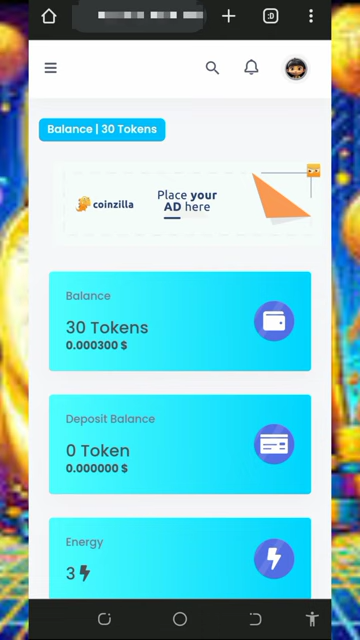 :D
Balance | 30 Tokens
coinzilla
Place your
AD here
Balance
30 Tokens
0.000300 $
Deposit Balance
0 Token
0.000000 $
Energy
3